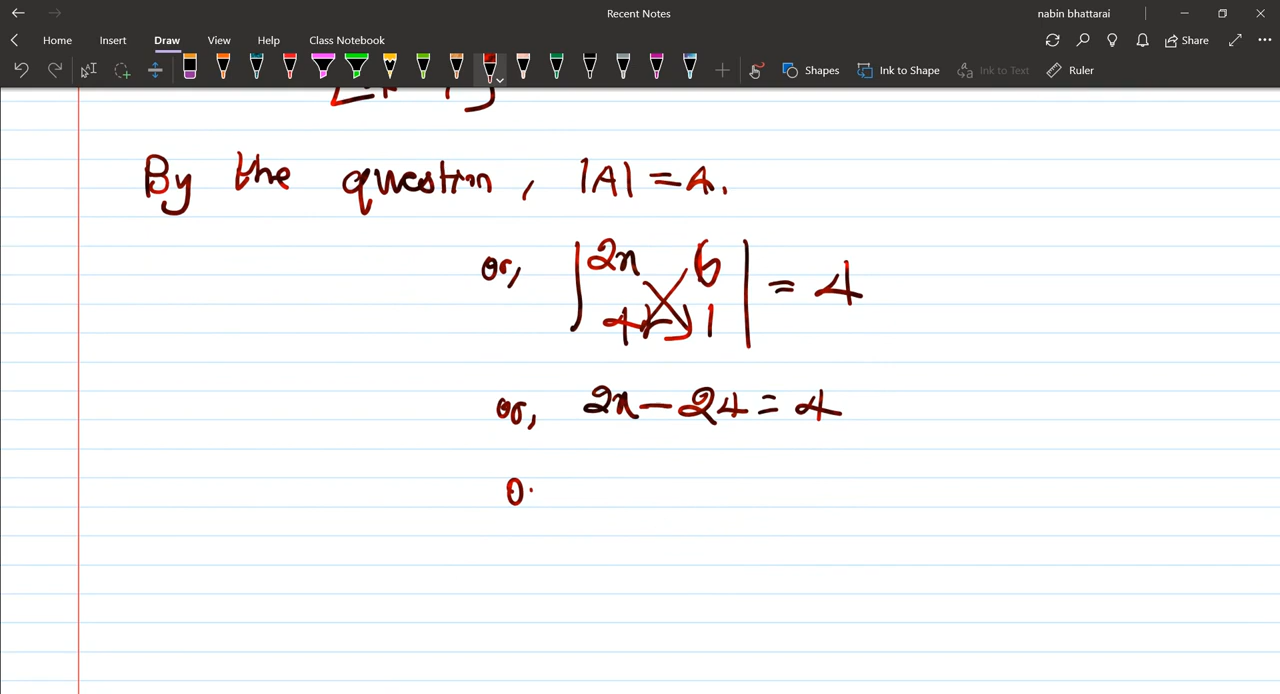 Recent Notes
nabin bhattarai
Home Insert Draw View Help Class Notebook
Share
Shapes Ink to Shape Ink to Text Ruler
By the question, |A| = 4.
or, |2x 6| = 4
4 1
or, 2x - 24 = 4